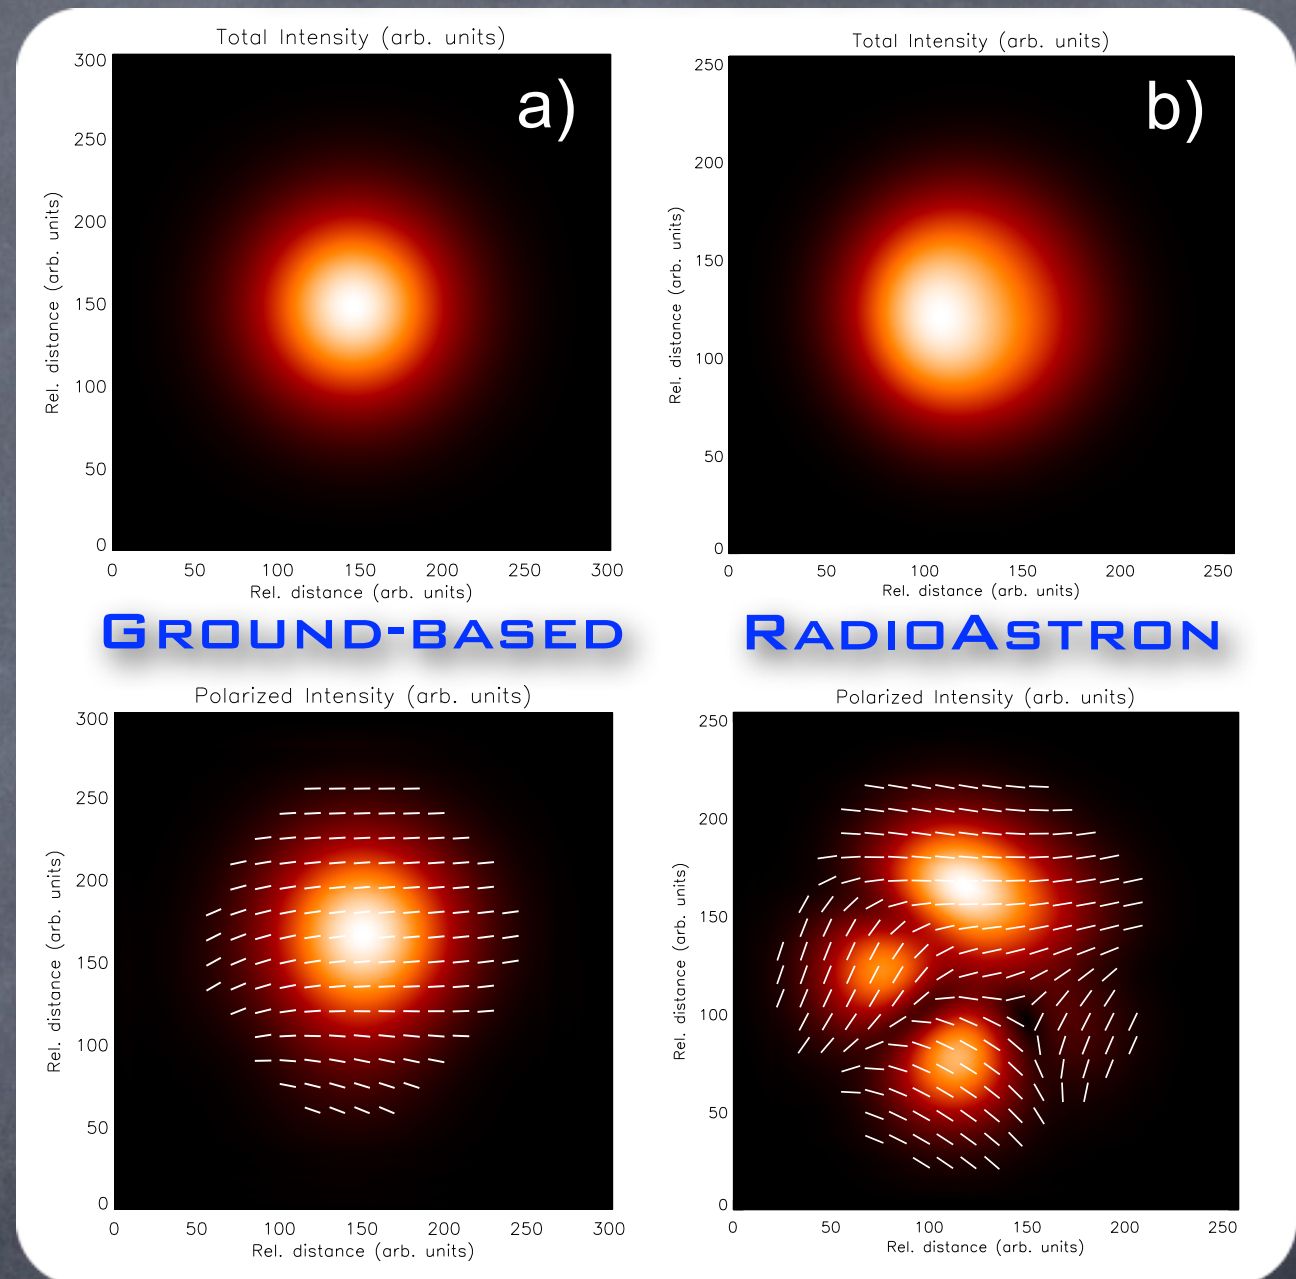 Total Intensity (arb. units)
a)
300
250
200
150
100
50
0
Rel. distance (arb. units)
0 50 100 150 200 250 300
Rel. distance (arb. units)
Total Intensity (arb. units)
b)
250
200
150
100
50
0
Rel. distance (arb. units)
0 50 100 150 200 250
Rel. distance (arb. units)
GROUND-BASED
RADIOASTRON
Polarized Intensity (arb. units)
300
250
200
150
100
50
0
Rel. distance (arb. units)
0 50 100 150 200 250 300
Rel. distance (arb. units)
Polarized Intensity (arb. units)
250
200
150
100
50
0
Rel. distance (arb. units)
0 50 100 150 200 250
Rel. distance (arb. units)